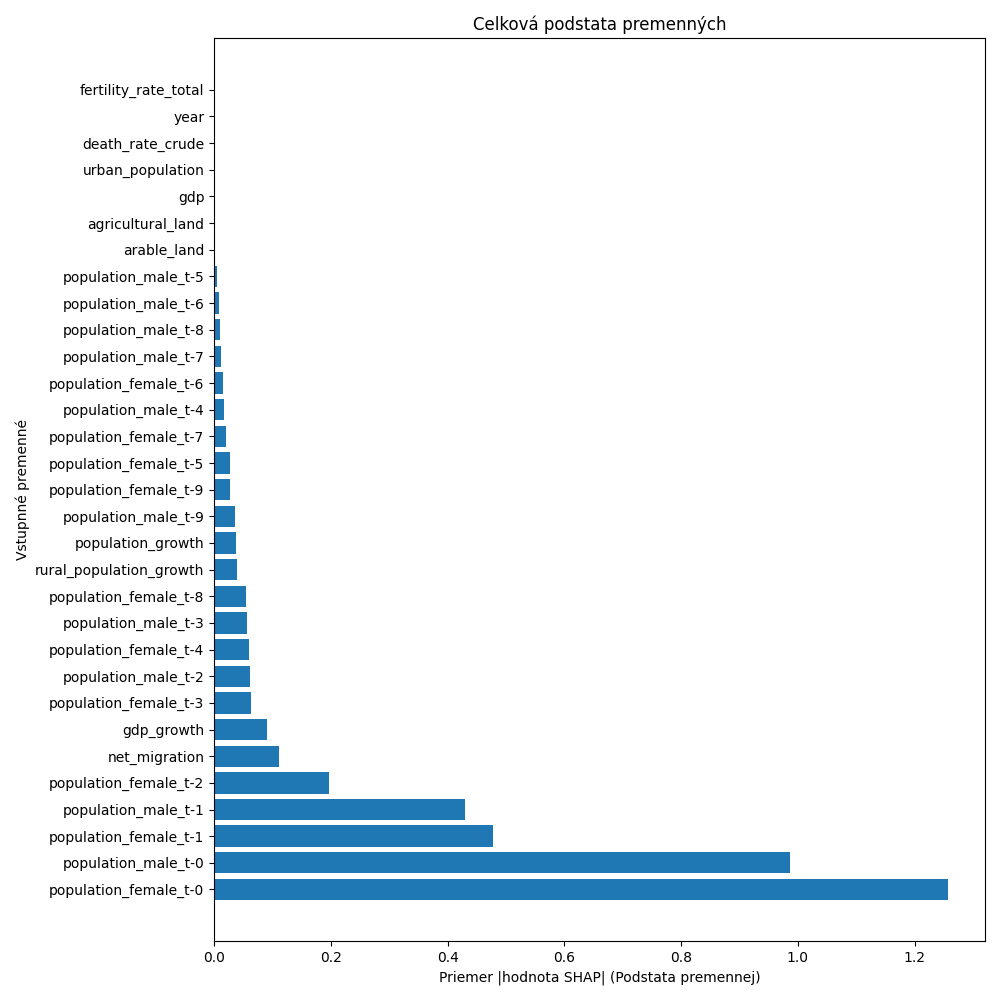 Celková podstata premenných
fertility_rate_total
year
death_rate_crude
urban_population
gdp
agricultural_land
arable_land
population_male_t-5
population_male_t-6
population_male_t-8
population_male_t-7
population_female_t-6
population_male_t-4
population_female_t-7
population_female_t-5
population_female_t-9
population_male_t-9
population_growth
rural_population_growth
population_female_t-8
population_male_t-3
population_female_t-4
population_male_t-2
population_female_t-3
gdp_growth
net_migration
population_female_t-2
population_male_t-1
population_female_t-1
population_male_t-0
population_female_t-0
Vstupnné premenné
0.0 0.2 0.4 0.6 0.8 1.0 1.2
Priemer |hodnota SHAP| (Podstata premennej)